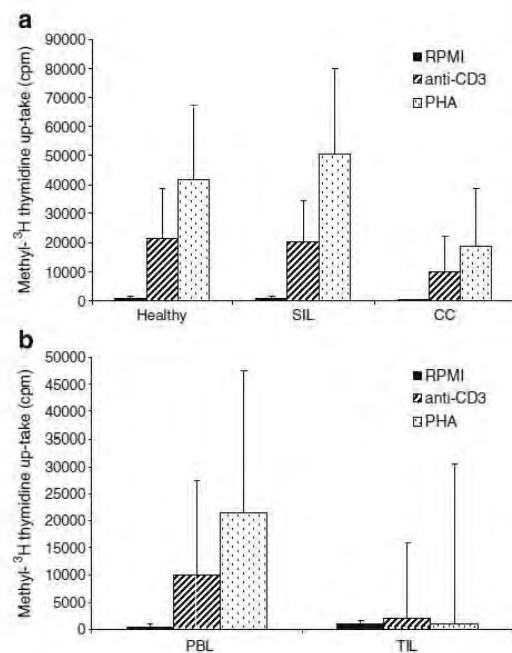 a
Methyl-³H thymidine up-take (cpm)
90000
80000
70000
60000
50000
40000
30000
20000
10000
0
RPMI
anti-CD3
PHA
Healthy SIL CC
b
Methyl-³H thymidine up-take (cpm)
50000
45000
40000
35000
30000
25000
20000
15000
10000
5000
0
RPMI
anti-CD3
PHA
PBL TIL